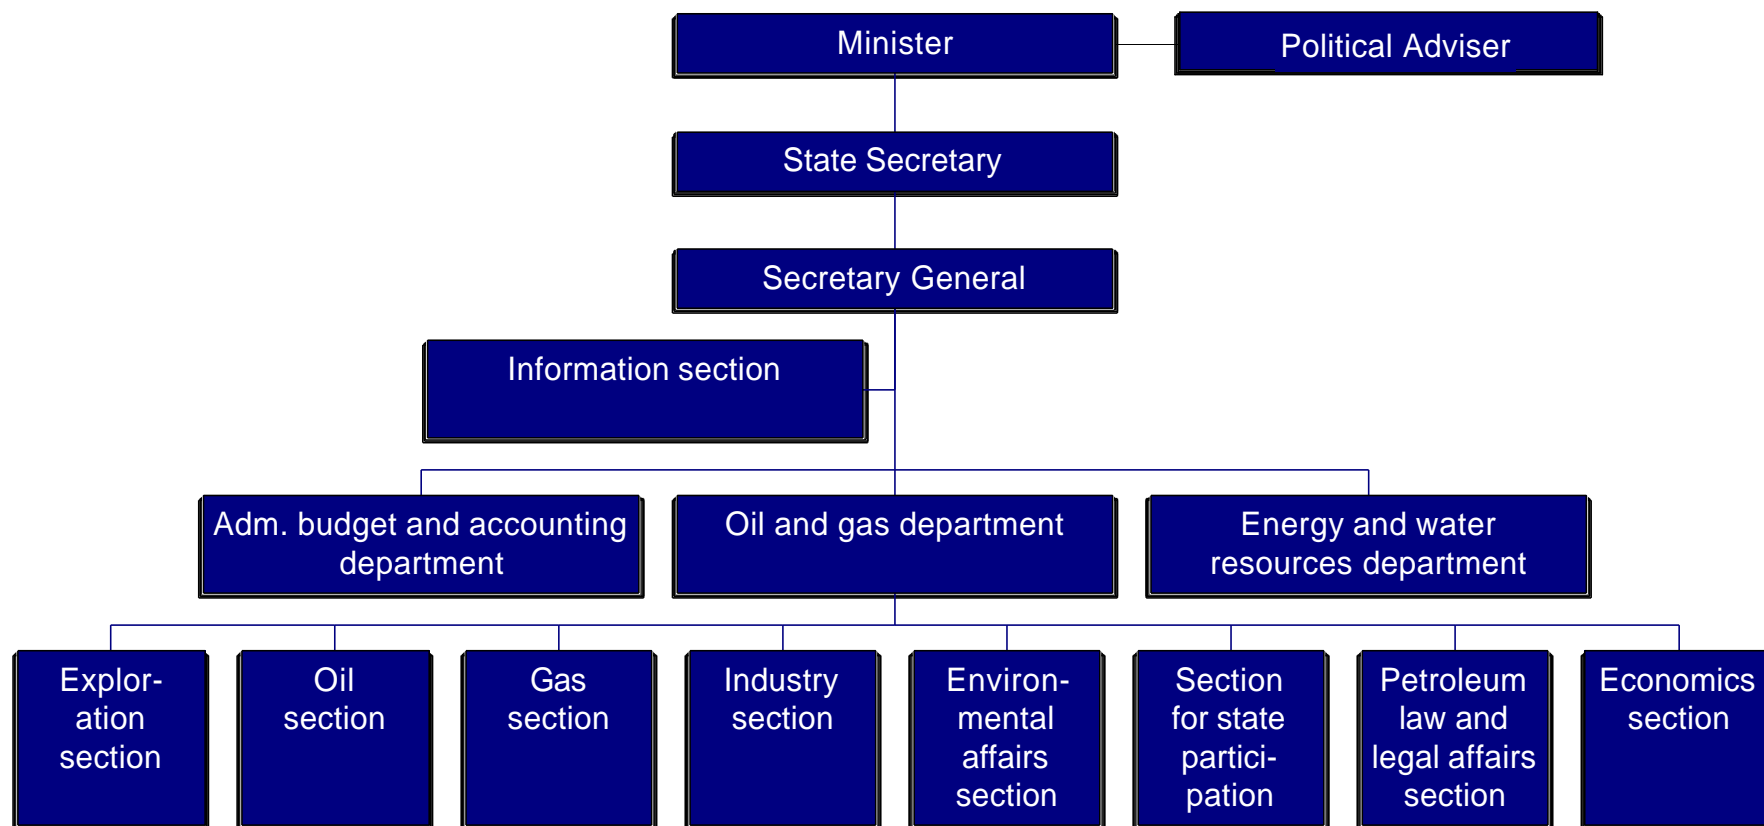 Minister
Political Adviser
State Secretary
Secretary General
Information section
Adm. budget and accounting
department
Oil and gas department
Energy and water
resources department
Explor-
ation
section
Oil
section
Gas
section
Industry
section
Environ-
mental
affairs
section
Section
for state
partici-
pation
Petroleum
law and
legal affairs
section
Economics
section